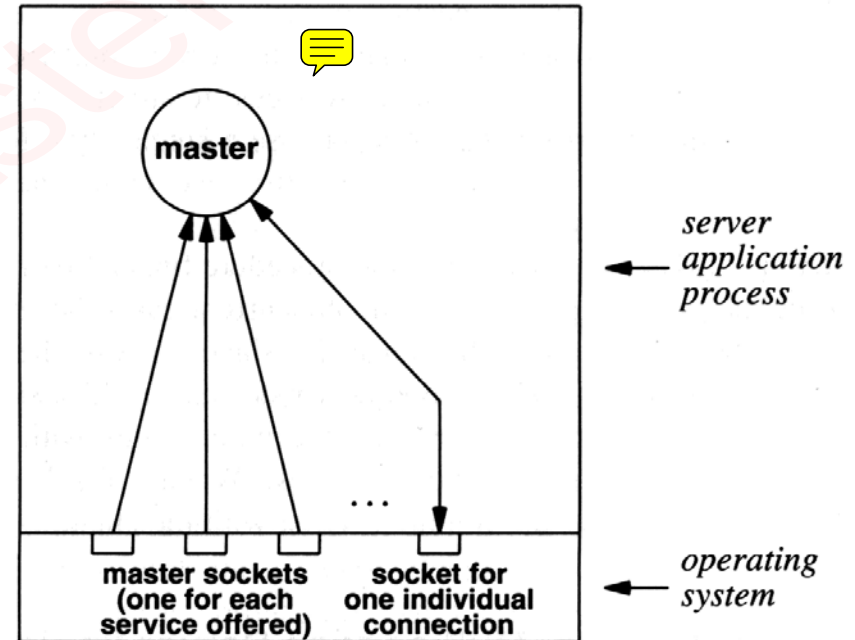 master
server
application
process
...
master sockets
(one for each
service offered)
socket for
one individual
connection
operating
system